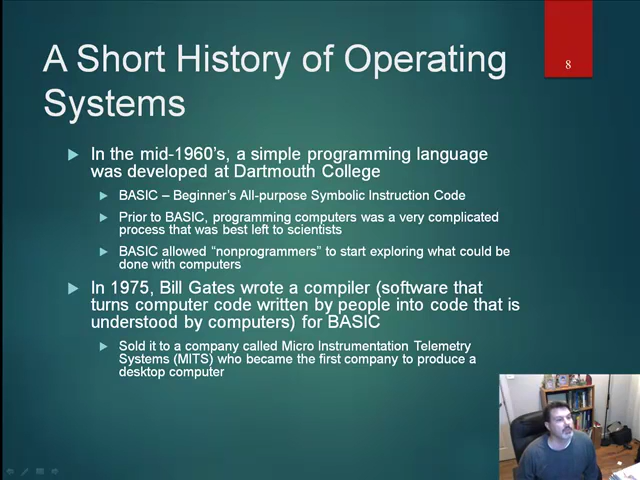 A Short History of Operating
Systems
8
In the mid-1960's, a simple programming language
was developed at Dartmouth College
BASIC – Beginner's All-purpose Symbolic Instruction Code
Prior to BASIC, programming computers was a very complicated
process that was best left to scientists
BASIC allowed “nonprogrammers” to start exploring what could be
done with computers
In 1975, Bill Gates wrote a compiler (software that
turns computer code written by people into code that is
understood by computers) for BASIC
Sold it to a company called Micro Instrumentation Telemetry
Systems (MITS) who became the first company to produce a
desktop computer